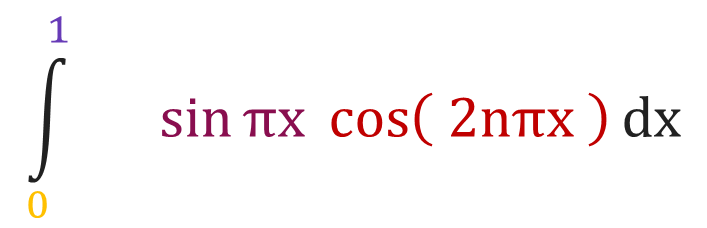 1
∫ sin πx cos( 2nπx ) dx
0